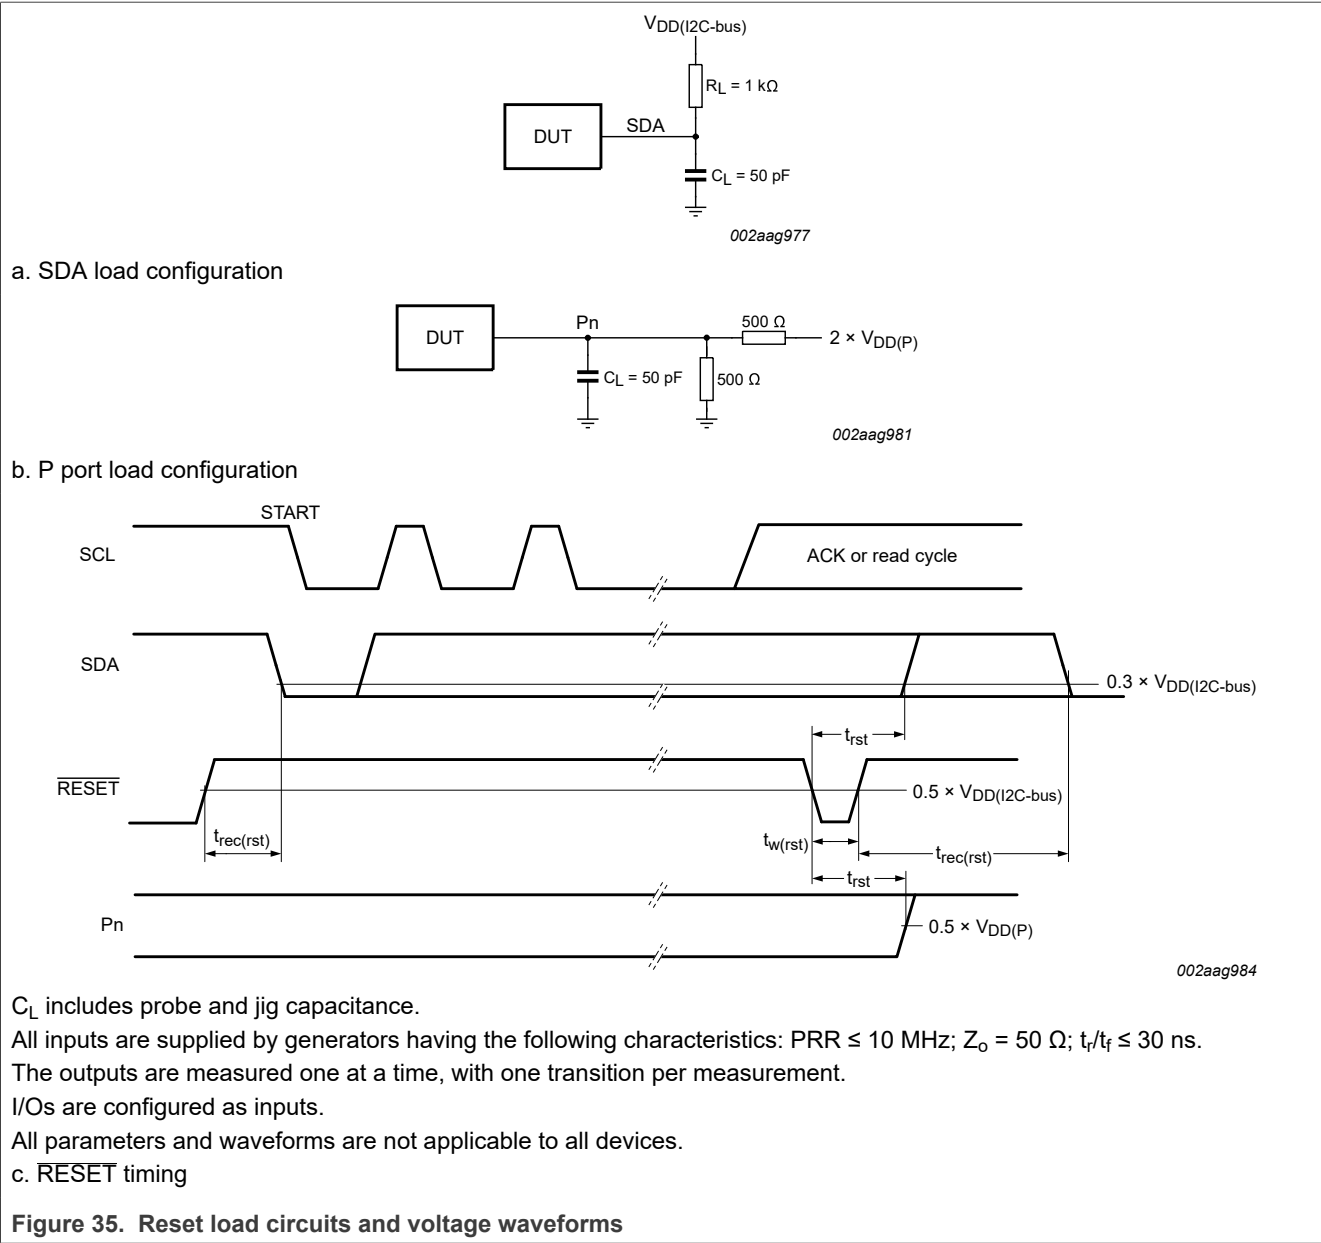 VDD(I2C-bus)
RL = 1 kΩ
DUT
SDA
CL = 50 pF
002aag977
a. SDA load configuration
DUT
Pn
500 Ω
2 × VDD(P)
CL = 50 pF
500 Ω
002aag981
b. P port load configuration
START
SCL
ACK or read cycle
SDA
0.3 × VDD(I2C-bus)
trst
RESET
0.5 × VDD(I2C-bus)
trec(rst)
tw(rst)
trec(rst)
trst
Pn
0.5 × VDD(P)
002aag984
CL includes probe and jig capacitance.
All inputs are supplied by generators having the following characteristics: PRR ≤ 10 MHz; Zo = 50 Ω; tr/tf ≤ 30 ns.
The outputs are measured one at a time, with one transition per measurement.
I/Os are configured as inputs.
All parameters and waveforms are not applicable to all devices.
c. RESET timing
Figure 35. Reset load circuits and voltage waveforms